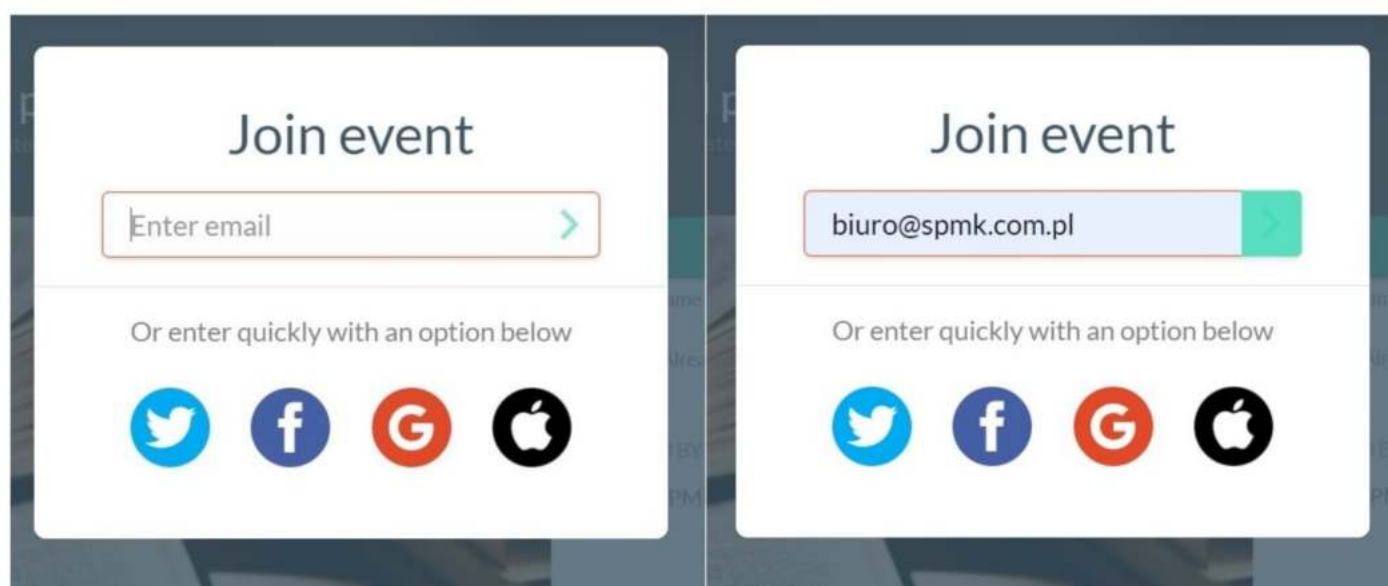 Join event
Enter email
Or enter quickly with an option below
Join event
biuro@spmk.com.pl
Or enter quickly with an option below